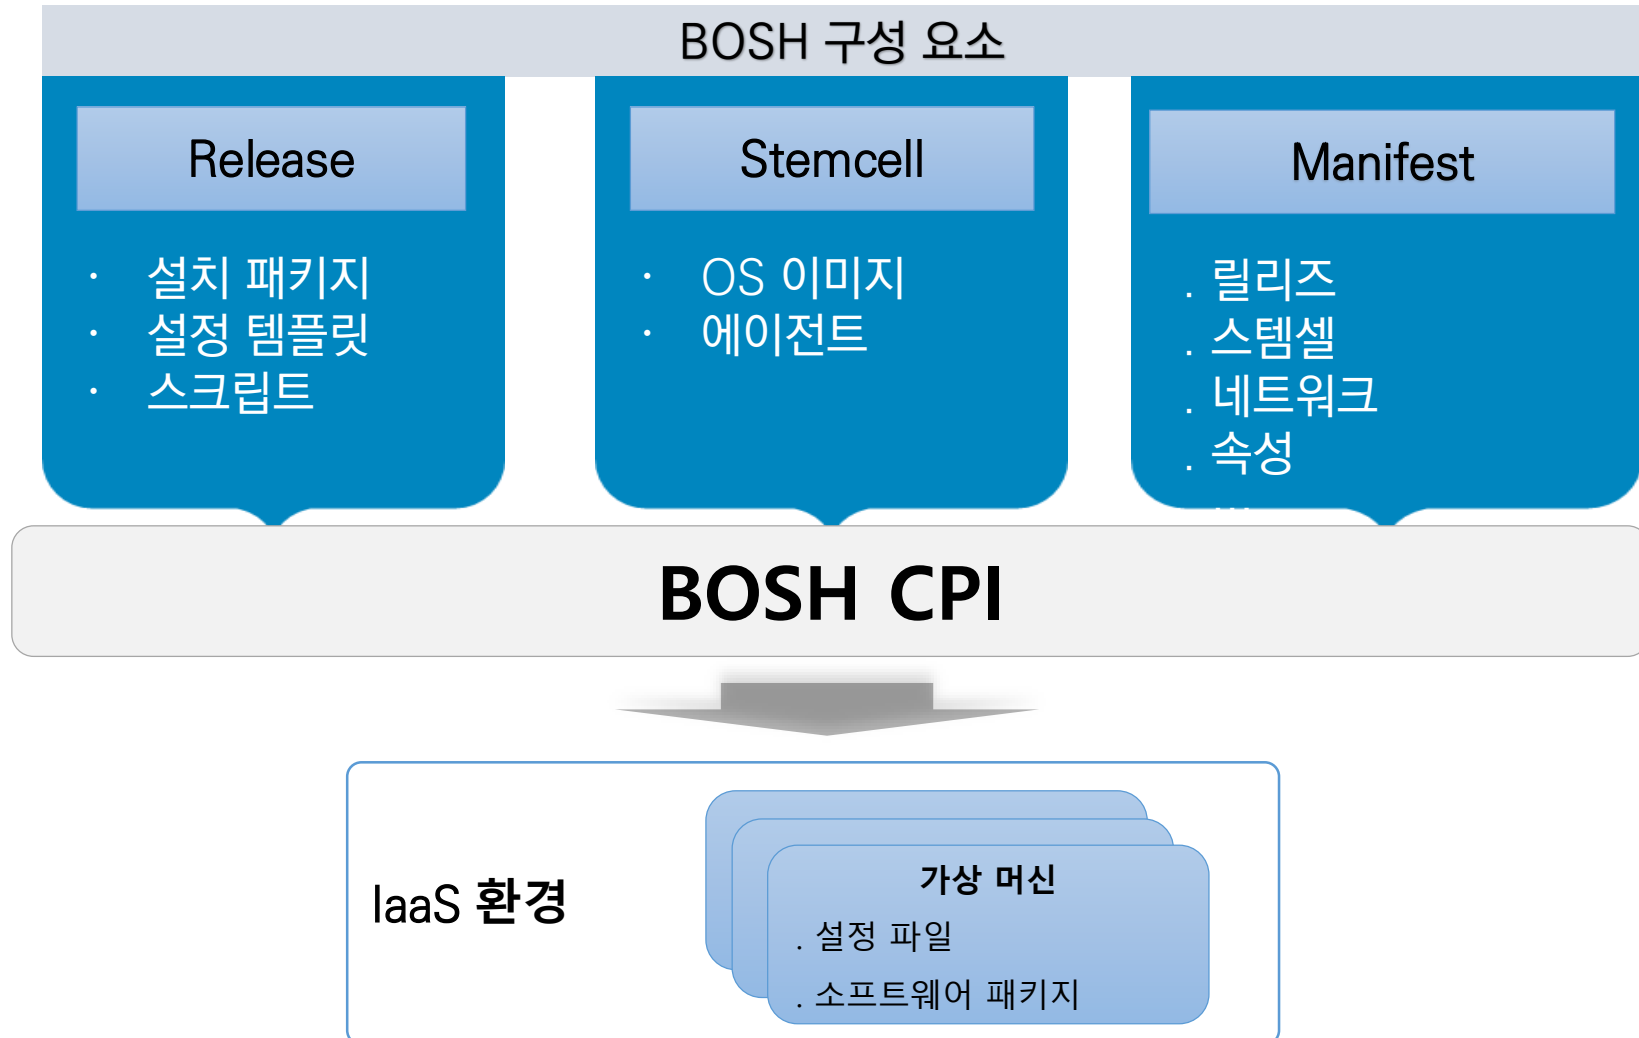 BOSH 구성 요소
Release
· 설치 패키지
· 설정 템플릿
· 스크립트
Stemcell
· OS 이미지
· 에이전트
Manifest
. 릴리즈
. 스템셀
. 네트워크
. 속성
...
BOSH CPI
IaaS 환경
가상 머신
. 설정 파일
. 소프트웨어 패키지